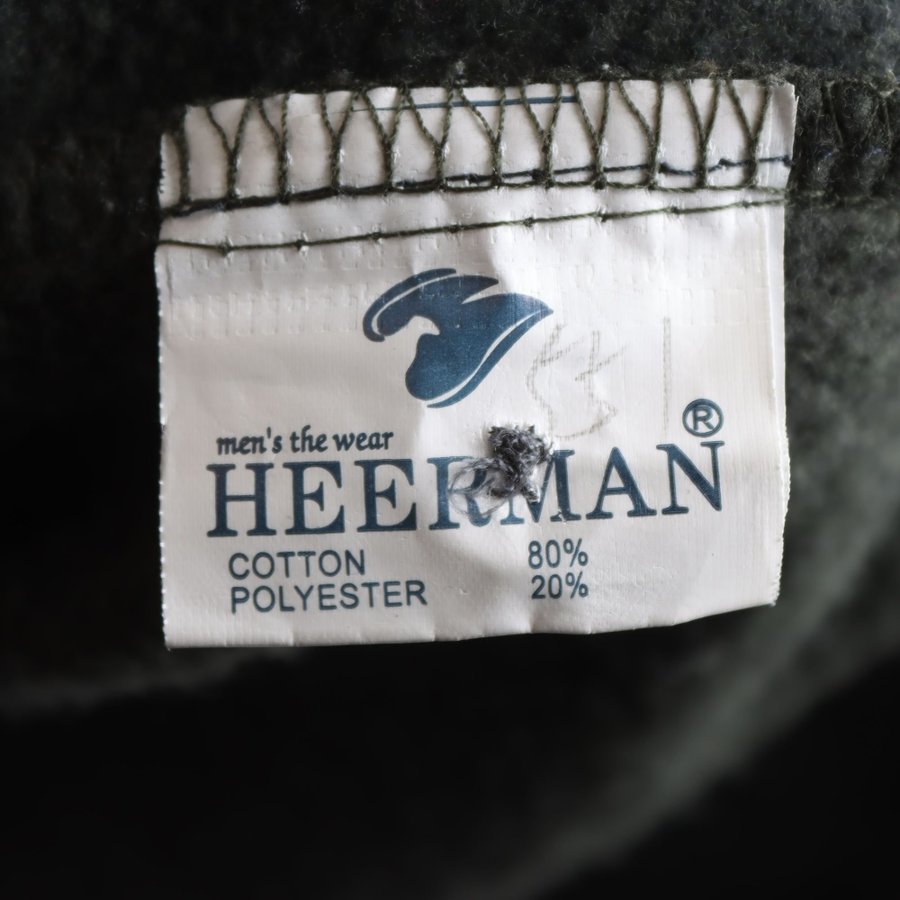 men's the wear
HEERMAN®
COTTON 80%
POLYESTER 20%